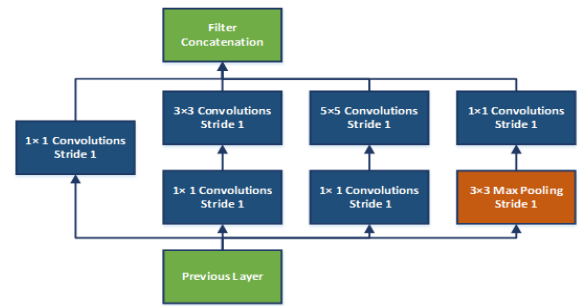 Filter
Concatenation
3×3 Convolutions
Stride 1
5×5 Convolutions
Stride 1
1×1 Convolutions
Stride 1
1× 1 Convolutions
Stride 1
1× 1 Convolutions
Stride 1
1× 1 Convolutions
Stride 1
3×3 Max Pooling
Stride 1
Previous Layer